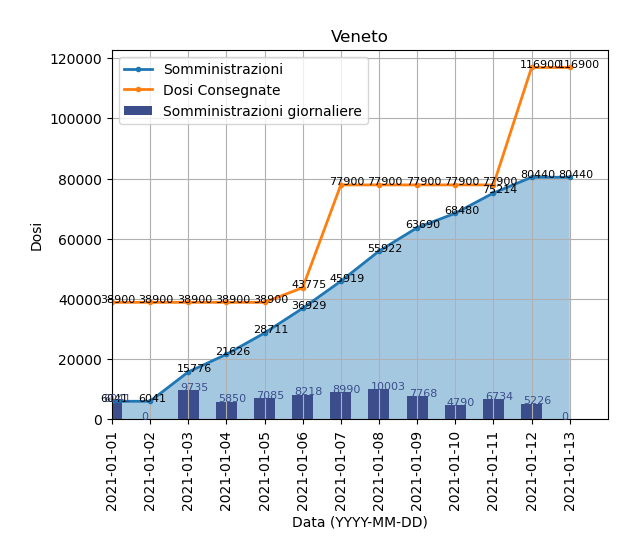 Veneto
120000
100000
80000
60000
40000
20000
0
Dosi
Somministrazioni
Dosi Consegnate
Somministrazioni giornaliere
38900 38900 38900 38900 38900 43775 77900 77900 77900 77900 77900 116900 116900
6041 6041 15776 21626 28711 36929 45919 55922 63690 68480 75214 80440 80440
0 9735 5850 7085 8218 8990 10003 7768 4790 6734 5226 0
2021-01-01
2021-01-02
2021-01-03
2021-01-04
2021-01-05
2021-01-06
2021-01-07
2021-01-08
2021-01-09
2021-01-10
2021-01-11
2021-01-12
2021-01-13
Data (YYYY-MM-DD)